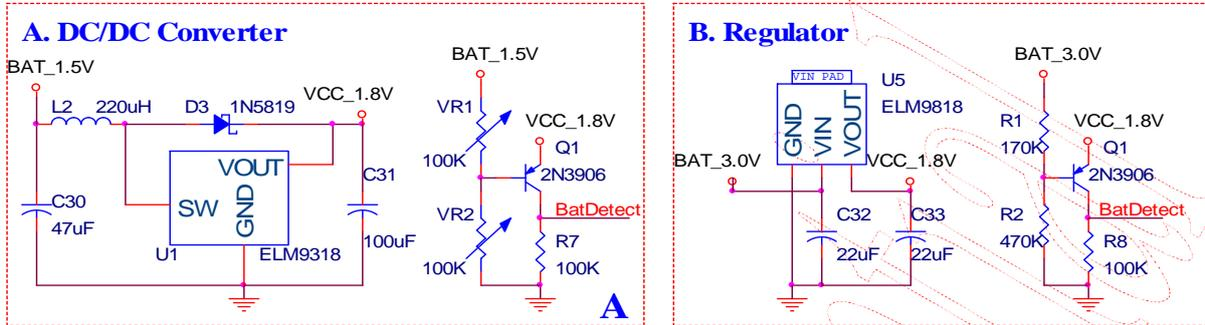 A. DC/DC Converter
BAT_1.5V
L2 220uH
D3 1N5819
VCC_1.8V
VOUT
SW
GND
U1
ELM9318
C30
47uF
C31
100uF
BAT_1.5V
VR1
100K
VCC_1.8V
Q1
2N3906
BatDetect
VR2
100K
R7
100K
A
B. Regulator
VIN PAD
U5
ELM9818
GND
VIN
VOUT
BAT_3.0V
VCC_1.8V
C32
22uF
C33
22uF
BAT_3.0V
R1
170K
VCC_1.8V
Q1
2N3906
BatDetect
R2
470K
R8
100K